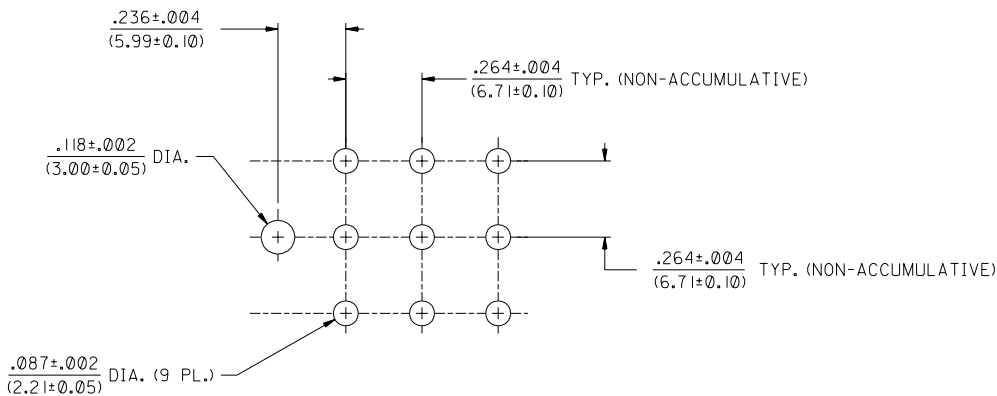 .236±.004
(5.99±0.10)
.264±.004
(6.71±0.10) TYP. (NON-ACCUMULATIVE)
.118±.002
(3.00±0.05) DIA.
.264±.004
(6.71±0.10) TYP. (NON-ACCUMULATIVE)
.087±.002
(2.21±0.05) DIA. (9 PL.)